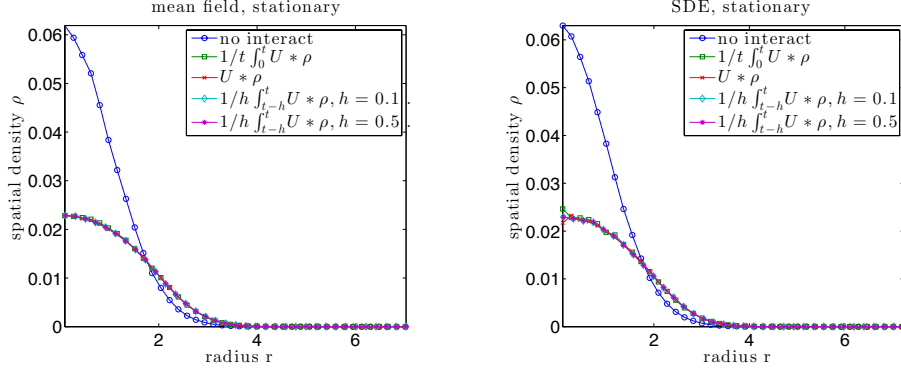 mean field, stationary
0.06
0.05
0.04
0.03
0.02
0.01
0
2
4
6
spatial density ρ
radius r
no interact
1/t ∫₀ᵗ U ∗ ρ
U ∗ ρ
1/h ∫ₜ₋ₕᵗ U ∗ ρ, h = 0.1
1/h ∫ₜ₋ₕᵗ U ∗ ρ, h = 0.5
SDE, stationary
0.06
0.05
0.04
0.03
0.02
0.01
0
2
4
6
spatial density ρ
radius r
no interact
1/t ∫₀ᵗ U ∗ ρ
U ∗ ρ
1/h ∫ₜ₋ₕᵗ U ∗ ρ, h = 0.1
1/h ∫ₜ₋ₕᵗ U ∗ ρ, h = 0.5